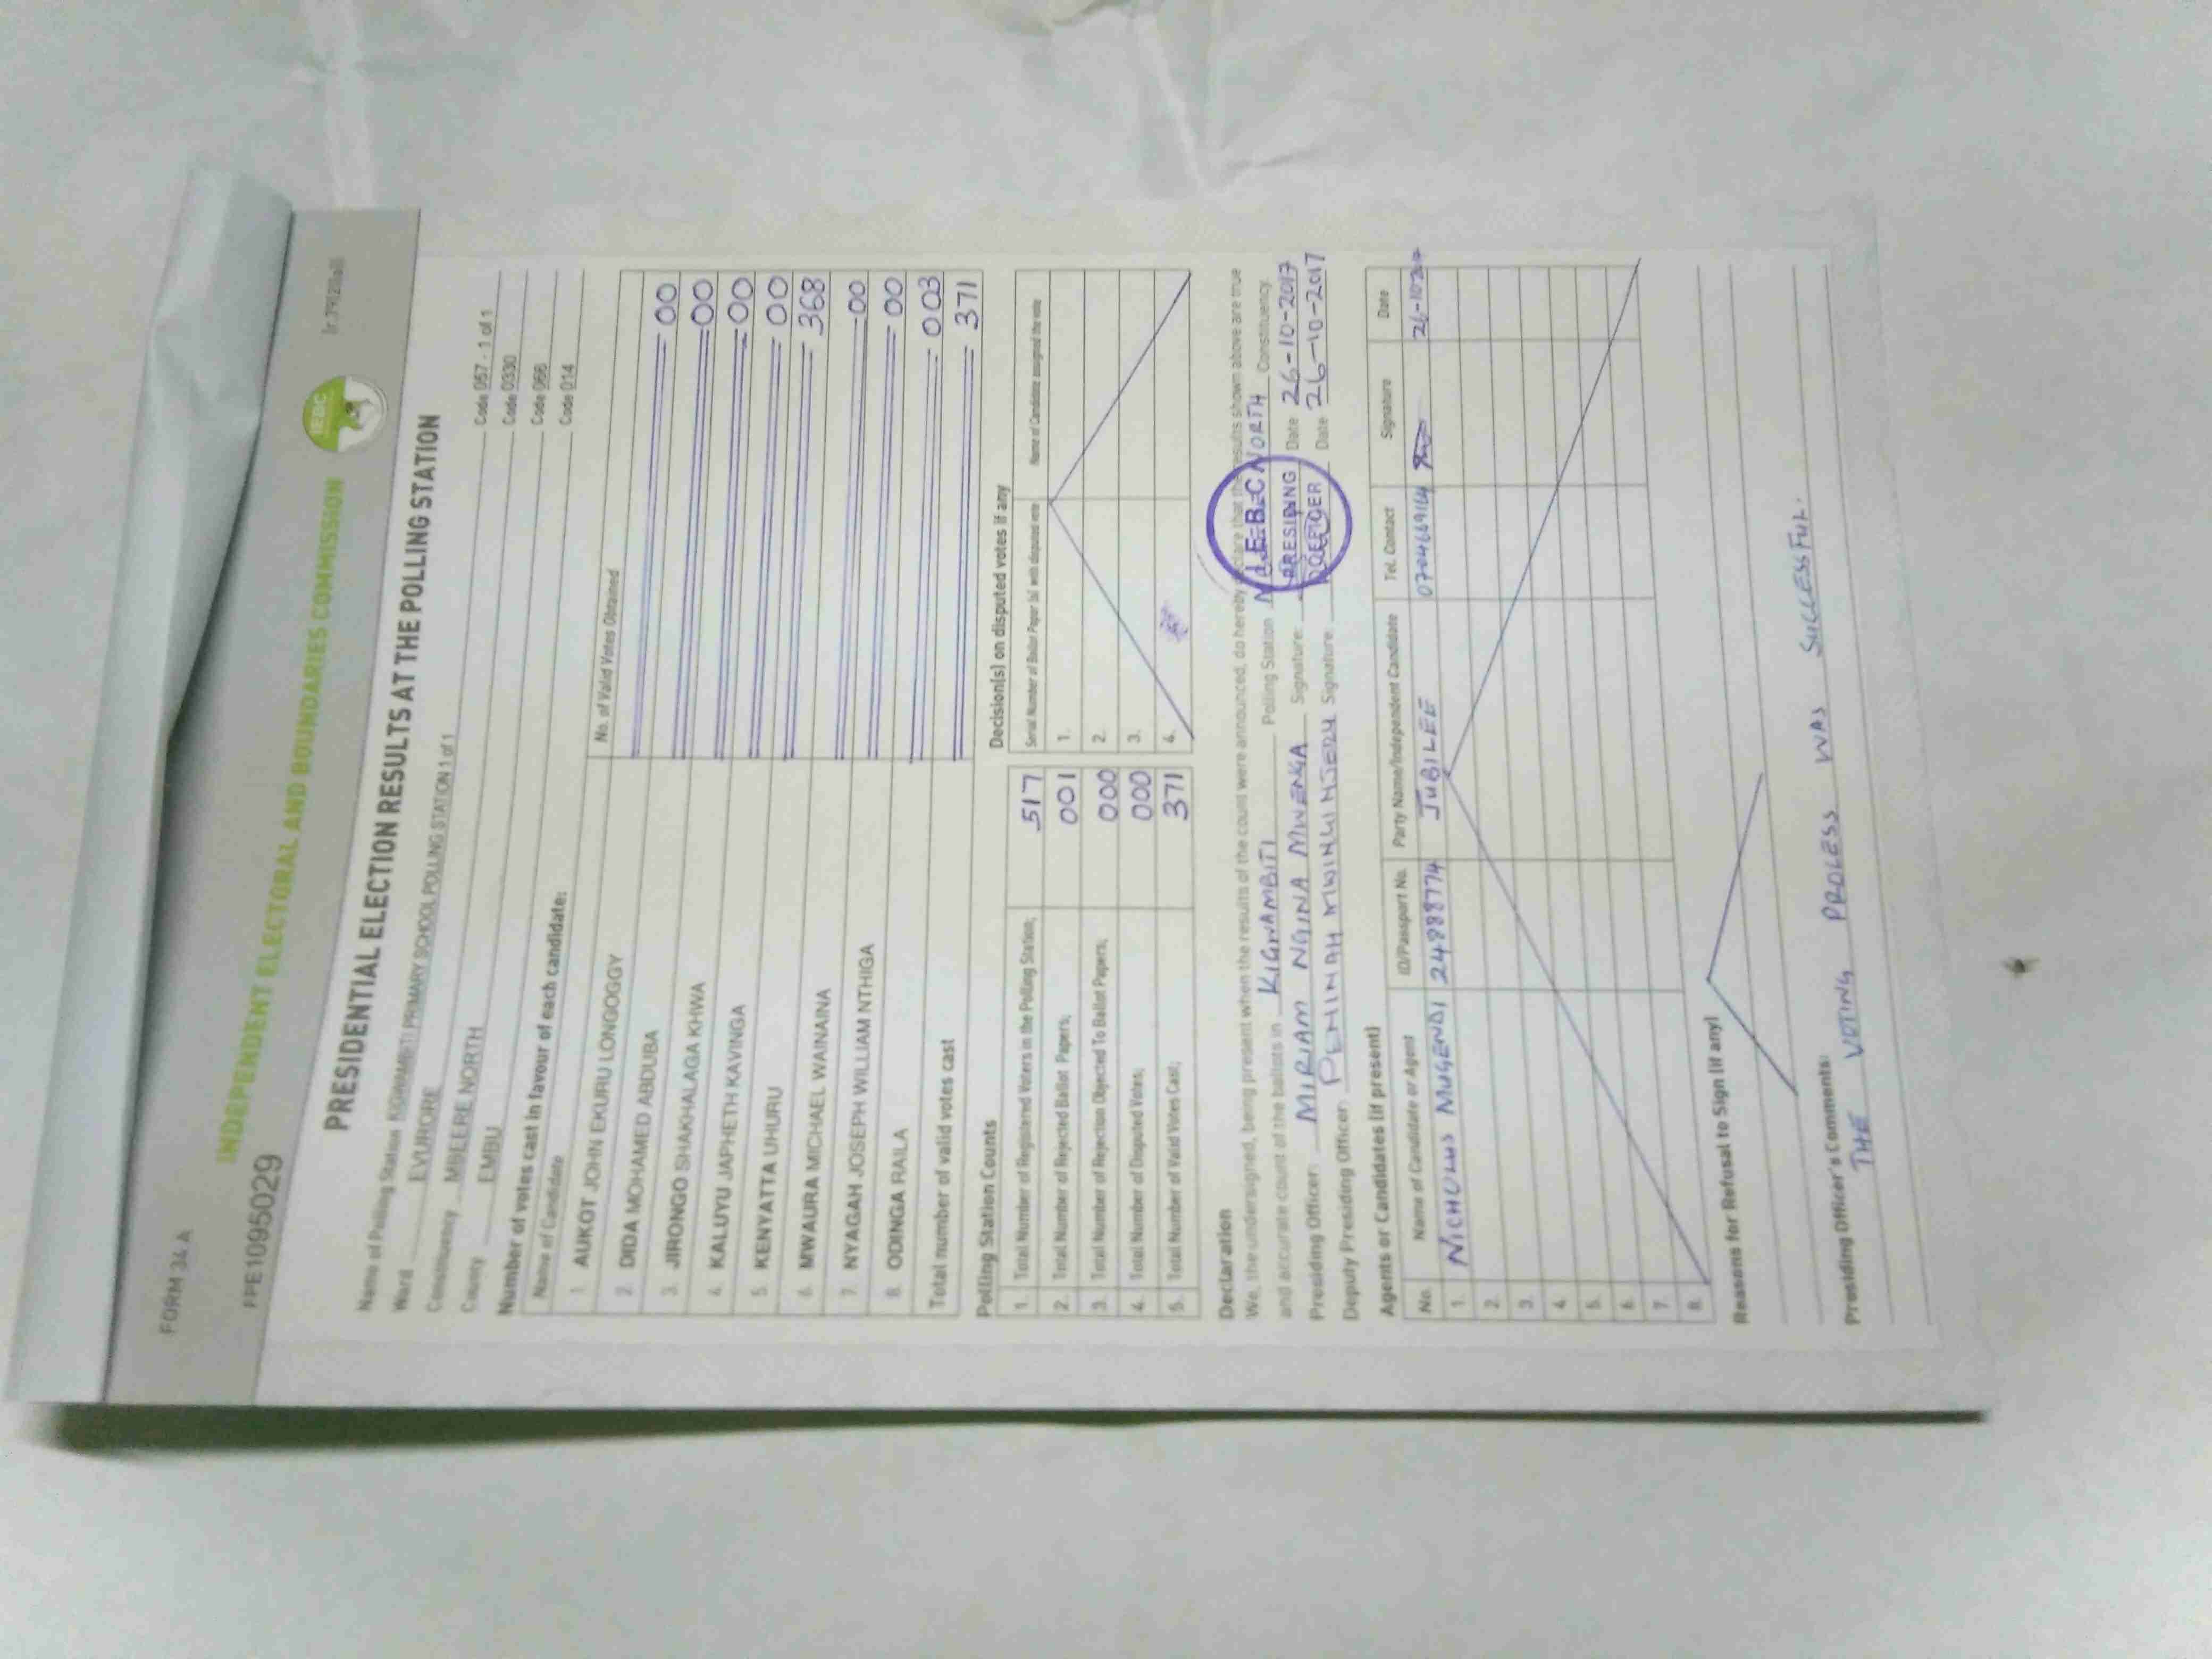 FORM 34 A
FPE1095029
INDEPENDENT ELECTORAL AND BOUNDARIES COMMISSION
IEBC
PRESIDENTIAL ELECTION RESULTS AT THE POLLING STATION
Name of Polling Station KIGWAMBITI PRIMARY SCHOOL POLLING STATION 1 of 1 Code 057 - 1 of 1
Ward EVURORE Code 0330
Constituency MBEERE NORTH Code 066
County EMBU Code 014
Number of votes cast in favour of each candidate:
Name of Candidate No. of Valid Votes Obtained
1. AUKOT JOHN EKURU LONGOGGY 00
2. DIDA MOHAMED ABDUBA 00
3. JIRONGO SHAKHALAGA KHWA 00
4. KALUYU JAPHETH KAVINGA 00
5. KENYATTA UHURU 368
6. MWAURA MICHAEL WAINAINA 00
7. NYAGAH JOSEPH WILLIAM NTHIGA 00
8. ODINGA RAILA 003
Total number of valid votes cast 371
Polling Station Counts
1. Total Number of Registered Voters in the Polling Station; 517
2. Total Number of Rejected Ballot Papers; 001
3. Total Number of Rejection Objected To Ballot Papers; 000
4. Total Number of Disputed Votes; 000
5. Total Number of Valid Votes Cast; 371
Decision(s) on disputed votes if any
Serial Number of Ballot Paper (s) with disputed vote Name of Candidate assigned the vote
1.
2.
3.
4.
Declaration
We, the undersigned, being present when the results of the count were announced, do hereby declare that the results shown above are true
and accurate count of the ballots in KIGWAMBITI Polling Station NORTH Constituency.
Presiding Officer: MIRIAM NGINA MWENGA Signature: Date 26-10-2017
Deputy Presiding Officer: PENINAH Signature: Date 26-10-2017
I.E.B.C
PRESIDING
OFFICER
Agents or Candidates (if present)
No. Name of Candidate or Agent ID/Passport No. Party Name/Independent Candidate Tel. Contact Signature Date
1. NICHOLUS MUGENDI 24888774 JUBILEE 26-10-2017
2.
3.
4.
5.
6.
7.
8.
Reasons for Refusal to Sign (if any)
Presiding Officer's Comments:
THE VOTING PROCESS WAS SUCCESSFUL.